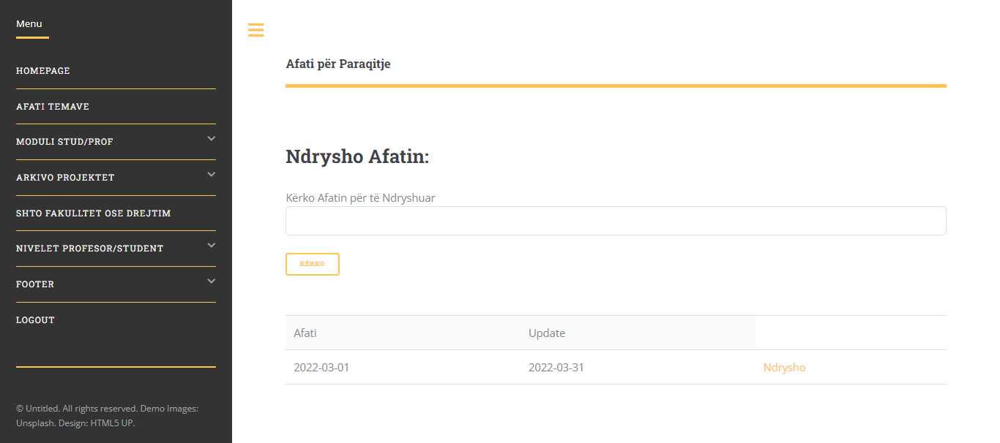 Menu
HOMEPAGE
AFATI TEMAVE
MODULI STUD/PROF
ARKIVO PROJEKTET
SHTO FAKULLTET OSE DREJTIM
NIVELET PROFESOR/STUDENT
FOOTER
LOGOUT
© Untitled. All rights reserved. Demo Images:
Unsplash. Design: HTML5 UP.
Afati për Paraqitje
Ndrysho Afatin:
Kërko Afatin për të Ndryshuar
KËRKO
Afati Update
2022-03-01 2022-03-31 Ndrysho